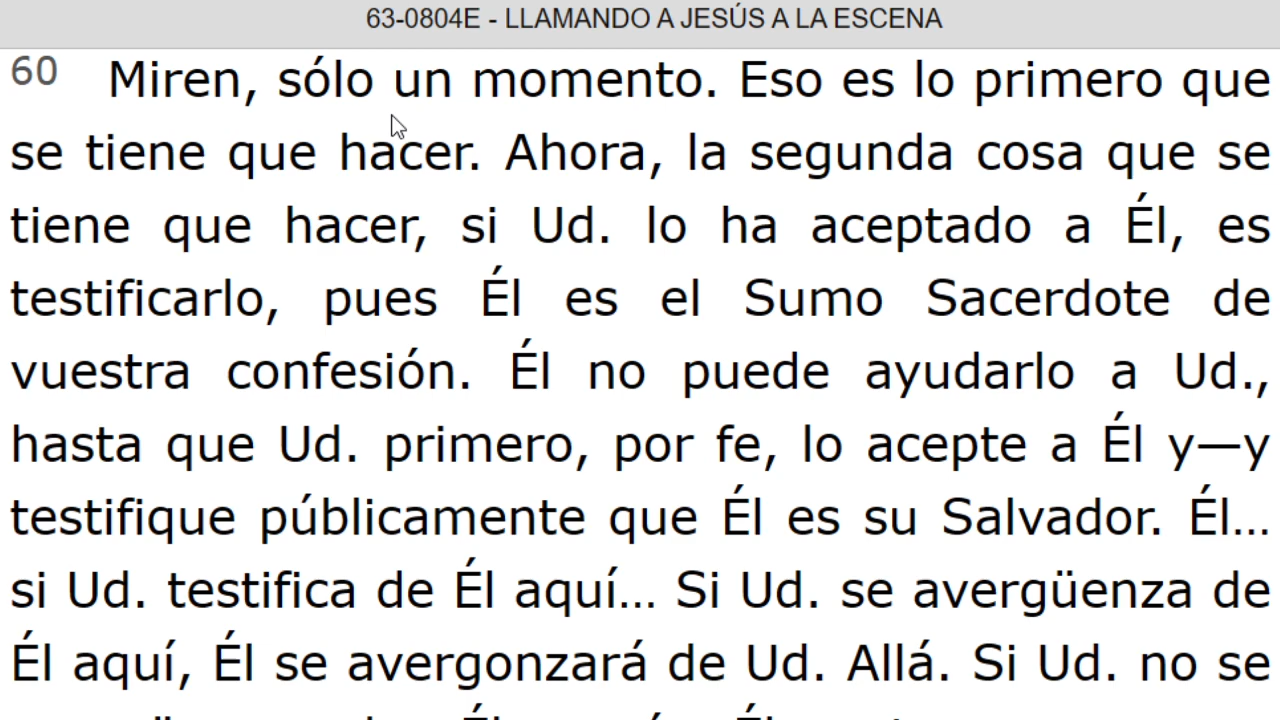 63-0804E - LLAMANDO A JESÚS A LA ESCENA
60 Miren, sólo un momento. Eso es lo primero que
se tiene que hacer. Ahora, la segunda cosa que se
tiene que hacer, si Ud. lo ha aceptado a Él, es
testificarlo, pues Él es el Sumo Sacerdote de
vuestra confesión. Él no puede ayudarlo a Ud.,
hasta que Ud. primero, por fe, lo acepte a Él y—y
testifique públicamente que Él es su Salvador. Él...
si Ud. testifica de Él aquí... Si Ud. se avergüenza de
Él aquí, Él se avergonzará de Ud. Allá. Si Ud. no se